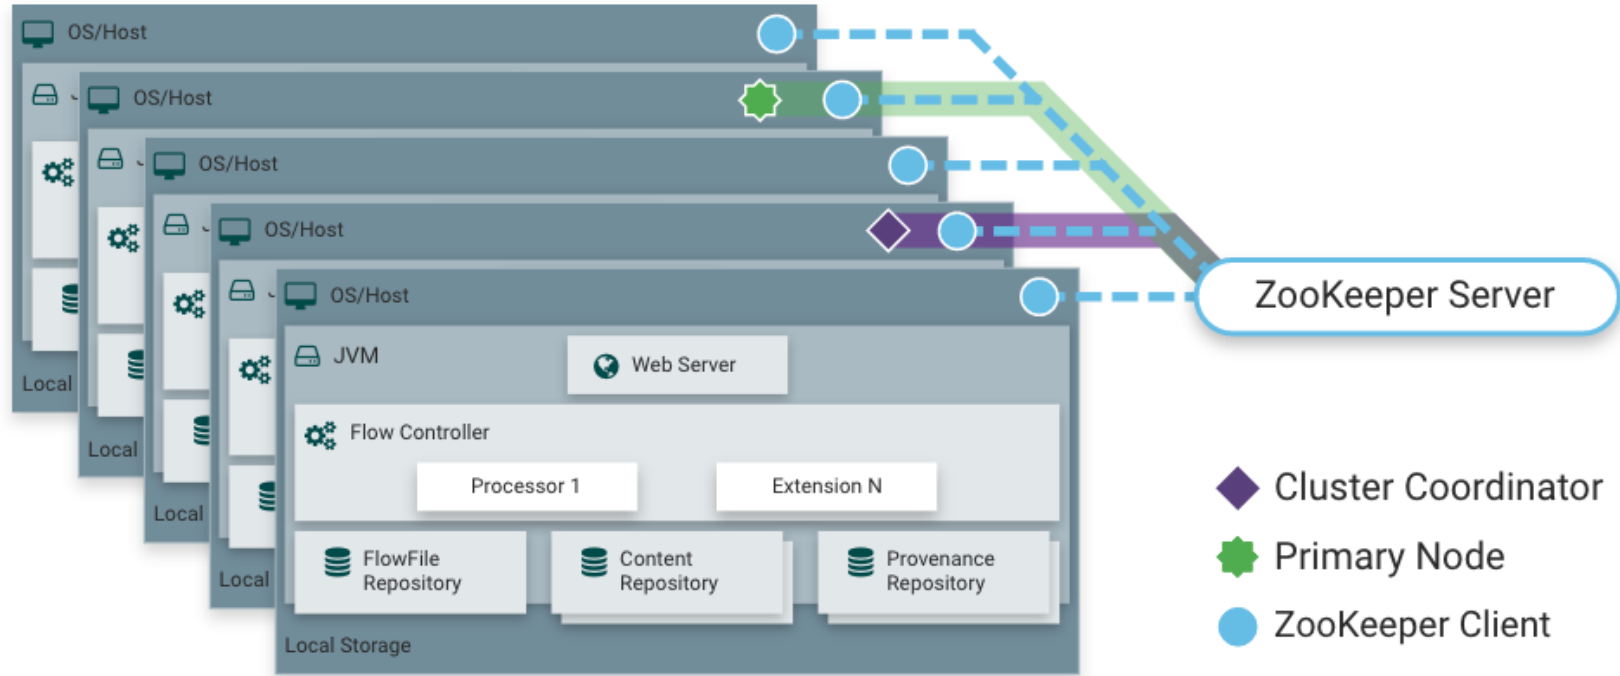 OS/Host
OS/Host
OS/Host
OS/Host
OS/Host
JVM
Web Server
Flow Controller
Processor 1
Extension N
FlowFile
Repository
Content
Repository
Provenance
Repository
Local Storage
Local
Local
Local
Local
ZooKeeper Server
Cluster Coordinator
Primary Node
ZooKeeper Client